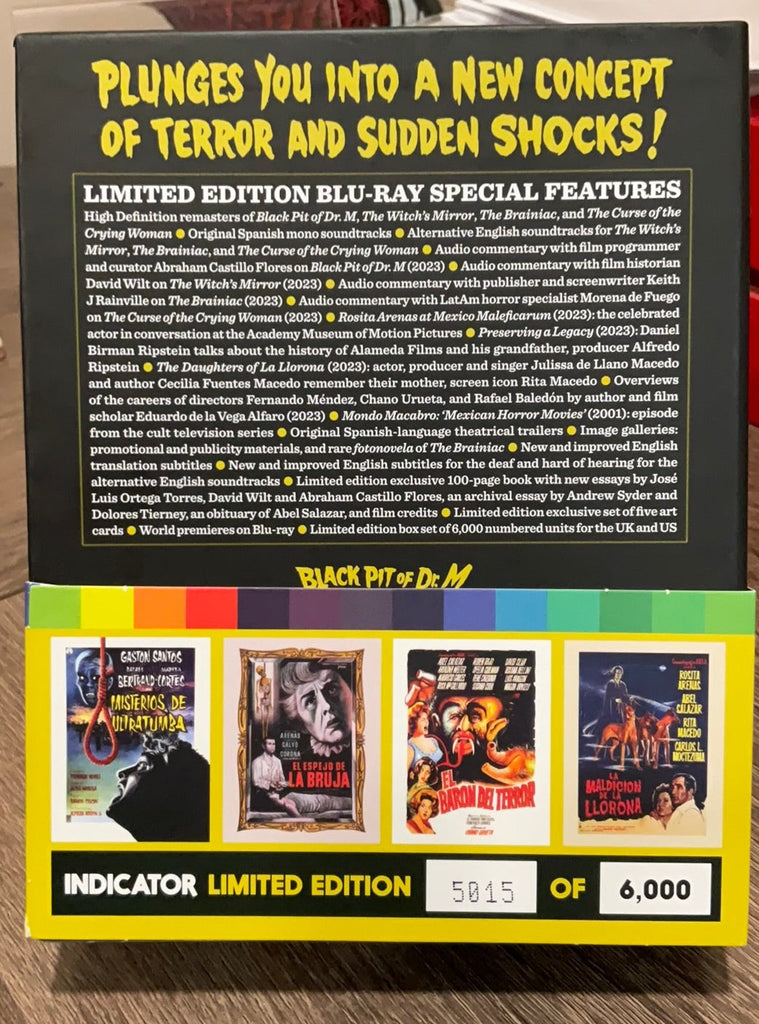 PLUNGES YOU INTO A NEW CONCEPT
OF TERROR AND SUDDEN SHOCKS!
LIMITED EDITION BLU-RAY SPECIAL FEATURES
High Definition remasters of Black Pit of Dr. M, The Witch's Mirror, The Brainiac, and The Curse of the
Crying Woman ● Original Spanish mono soundtracks ● Alternative English soundtracks for The Witch's
Mirror, The Brainiac, and The Curse of the Crying Woman ● Audio commentary with film programmer
and curator Abraham Castillo Flores on Black Pit of Dr. M (2023) ● Audio commentary with film historian
David Wilt on The Witch's Mirror (2023) ● Audio commentary with publisher and screenwriter Keith
J Rainville on The Brainiac (2023) ● Audio commentary with LatAm horror specialist Morena de Fuego
on The Curse of the Crying Woman (2023) ● Rosita Arenas at Mexico Maleficarum (2023): the celebrated
actor in conversation at the Academy Museum of Motion Pictures ● Preserving a Legacy (2023): Daniel
Birman Ripstein talks about the history of Alameda Films and his grandfather, producer Alfredo
Ripstein ● The Daughters of La Llorona (2023): actor, producer and singer Julissa de Llano Macedo
and author Cecilia Fuentes Macedo remember their mother, screen icon Rita Macedo ● Overviews
of the careers of directors Fernando Méndez, Chano Urueta, and Rafael Baledón by author and film
scholar Eduardo de la Vega Alfaro (2023) ● Mondo Macabro: 'Mexican Horror Movies' (2001): episode
from the cult television series ● Original Spanish-language theatrical trailers ● Image galleries:
promotional and publicity materials, and rare fotonovela of The Brainiac ● New and improved English
translation subtitles ● New and improved English subtitles for the deaf and hard of hearing for the
alternative English soundtracks ● Limited edition exclusive 100-page book with new essays by José
Luis Ortega Torres, David Wilt and Abraham Castillo Flores, an archival essay by Andrew Syder and
Dolores Tierney, an obituary of Abel Salazar, and film credits ● Limited edition exclusive set of five art
cards ● World premieres on Blu-ray ● Limited edition box set of 6,000 numbered units for the UK and US
BLACK PIT OF DR. M
GASTON SANTOS
RAFAEL
BERTRAND-CORTES
MISTERIOS DE
ULTRATUMBA
ARENAS
CALVO
CORONA
EL ESPEJO DE
LA BRUJA
ABEL SALAZAR
EL
BARON DEL TERROR
ROSITA
ARENAS
ABEL
SALAZAR
RITA
MACEDO
CARLOS L.
MOCTEZUMA
LA
MALDICION
DE LA
LLORONA
INDICATOR LIMITED EDITION 5015 OF 6,000